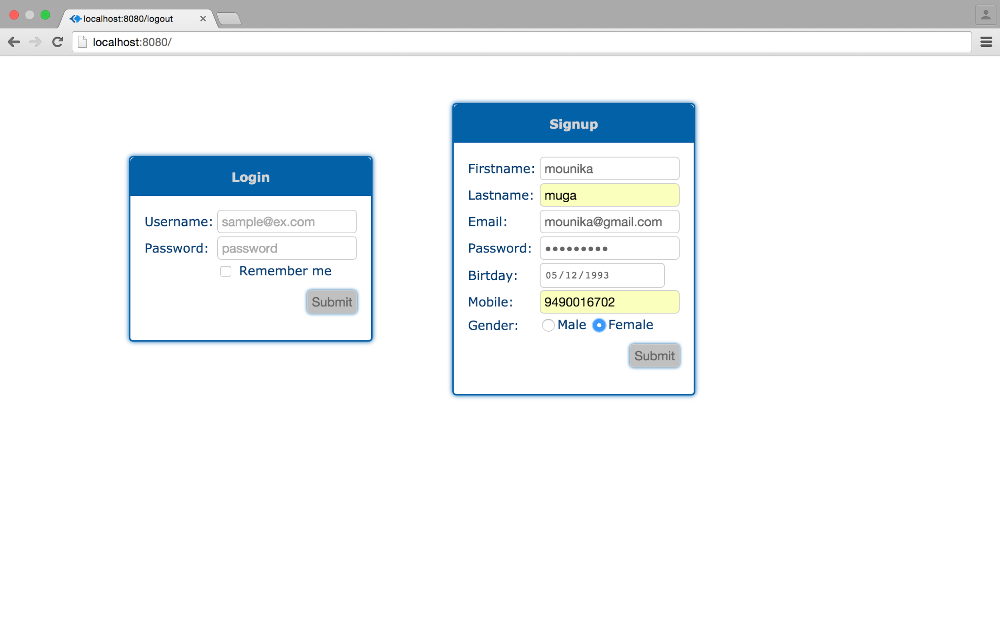 localhost:8080/logout
localhost:8080/
Login
Username: sample@ex.com
Password: password
Remember me
Submit
Signup
Firstname: mounika
Lastname: muga
Email: mounika@gmail.com
Password: •••••••••
Birtday: 05/12/1993
Mobile: 9490016702
Gender: Male Female
Submit